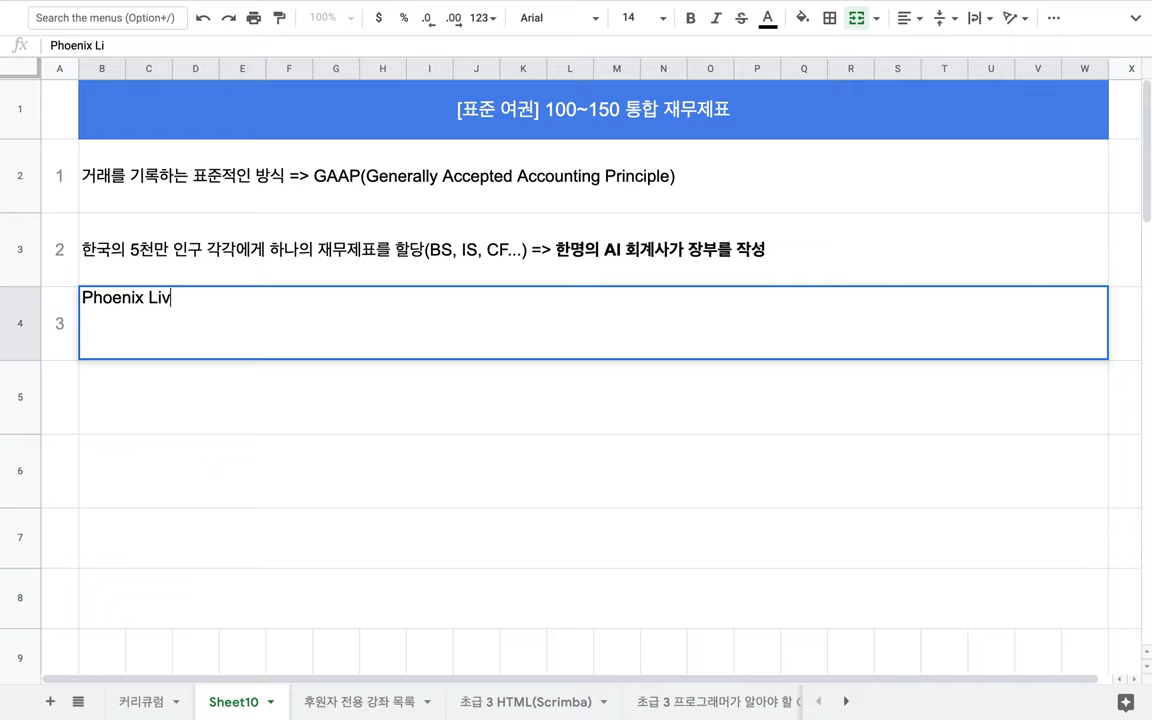 Search the menus (Option+/) 100% $ % .0 .00 123 Arial 14 B I S A
fx Phoenix Li
A B C D E F G H I J K L M N O P Q R S T U V W X
1 [표준 여권] 100~150 통합 재무제표
2 1 거래를 기록하는 표준적인 방식 => GAAP(Generally Accepted Accounting Principle)
3 2 한국의 5천만 인구 각각에게 하나의 재무제표를 할당(BS, IS, CF...) => 한명의 AI 회계사가 장부를 작성
4 3 Phoenix Liv
5
6
7
8
9
커리큘럼 Sheet10 후원자 전용 강좌 목록 초급 3 HTML(Scrimba) 초급 3 프로그래머가 알아야 할